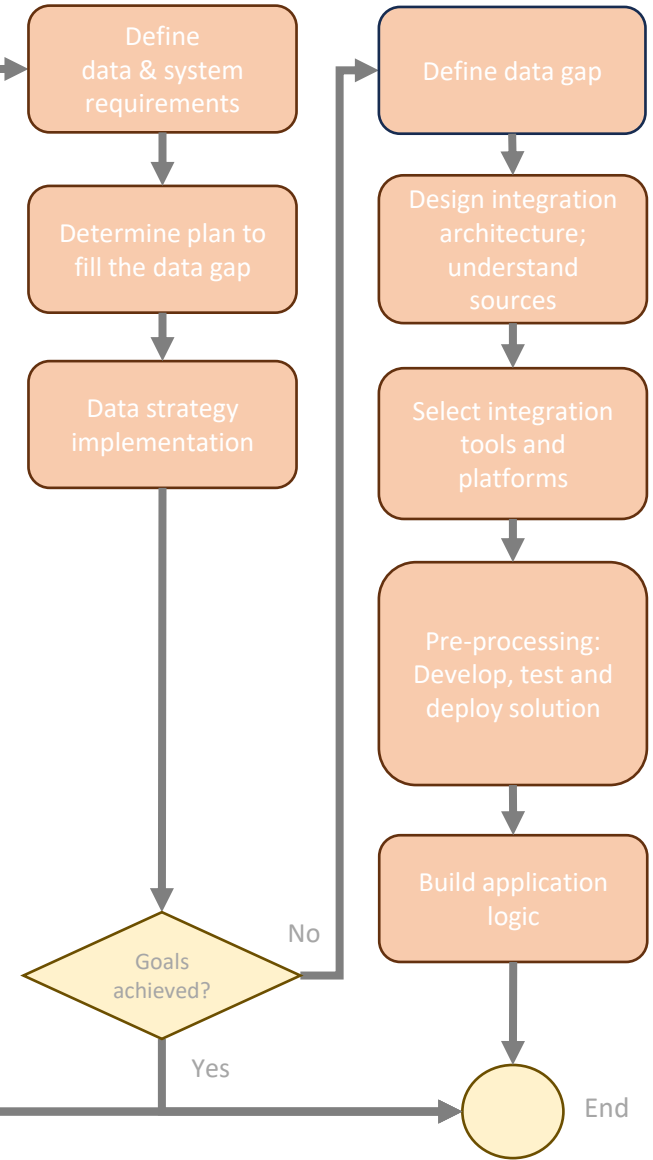 Define
data & system
requirements
Determine plan to
fill the data gap
Data strategy
implementation
Goals
achieved?
No
Yes
Define data gap
Design integration
architecture;
understand
sources
Select integration
tools and
platforms
Pre-processing:
Develop, test and
deploy solution
Build application
logic
End